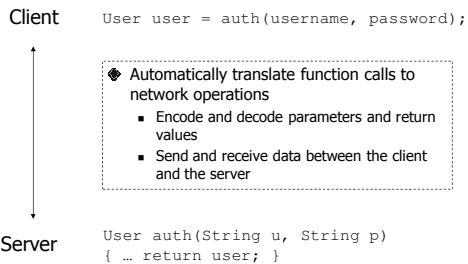 Client User user = auth(username, password);
Automatically translate function calls to
network operations
Encode and decode parameters and return
values
Send and receive data between the client
and the server
Server User auth(String u, String p)
{ … return user; }